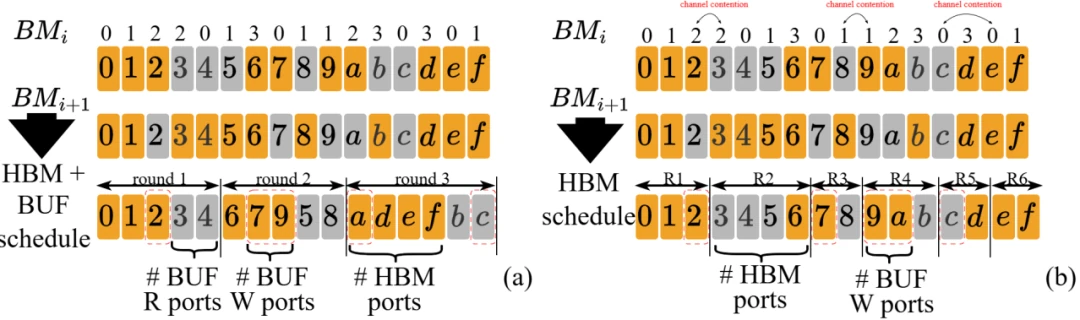 channel contention channel contention channel contention
BMi 0 1 2 2 0 1 3 0 1 1 2 3 0 3 0 1
0 1 2 3 4 5 6 7 8 9 a b c d e f
BMi+1
0 1 2 3 4 5 6 7 8 9 a b c d e f
HBM +
BUF
schedule
round 1 round 2 round 3
0 1 2 3 4 6 7 9 5 8 a d e f b c
# BUF
R ports
# BUF
W ports
# HBM
ports
(a)
BMi 0 1 2 2 0 1 3 0 1 1 2 3 0 3 0 1
0 1 2 3 4 5 6 7 8 9 a b c d e f
BMi+1
0 1 2 3 4 5 6 7 8 9 a b c d e f
HBM
schedule
R1 R2 R3 R4 R5 R6
0 1 2 3 4 5 6 7 8 9 a b c d e f
# HBM
ports
# BUF
W ports
(b)